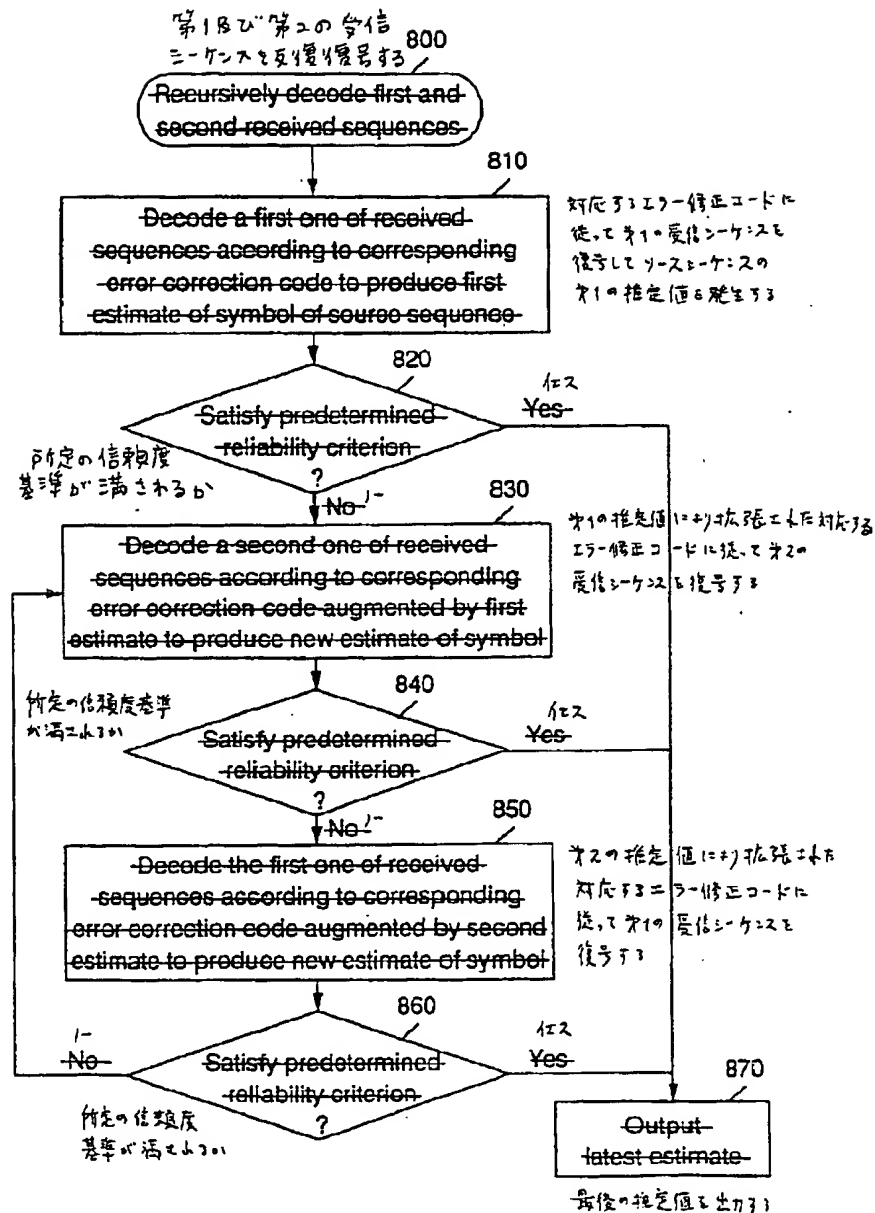 第1及び第2の受信
シーケンスを反復復号する
800
Recursively decode first and
second received sequences
810
Decode a first one of received
sequences according to corresponding
error correction code to produce first
estimate of symbol of source sequence
対応するエラー修正コードに
従って第1の受信シーケンスを
復号してソースシーケンスの
第1の推定値を発生する
820
Satisfy predetermined
reliability criterion
?
イエス
Yes
所定の信頼度
基準が満されるか
No ノー
830
Decode a second one of received
sequences according to corresponding
error correction code augmented by first
estimate to produce new estimate of symbol
第1の推定値により拡張された対応する
エラー修正コードに従って第2の
受信シーケンスを復号する
840
Satisfy predetermined
reliability criterion
?
イエス
Yes
所定の信頼度基準
が満されるか
No ノー
850
Decode the first one of received
sequences according to corresponding
error correction code augmented by second
estimate to produce new estimate of symbol
第2の推定値により拡張された
対応するエラー修正コードに
従って第1の受信シーケンスを
復号する
860
Satisfy predetermined
reliability criterion
?
ノー
No
イエス
Yes
所定の信頼度
基準が満されるか
870
Output
latest estimate
最後の推定値を出力する